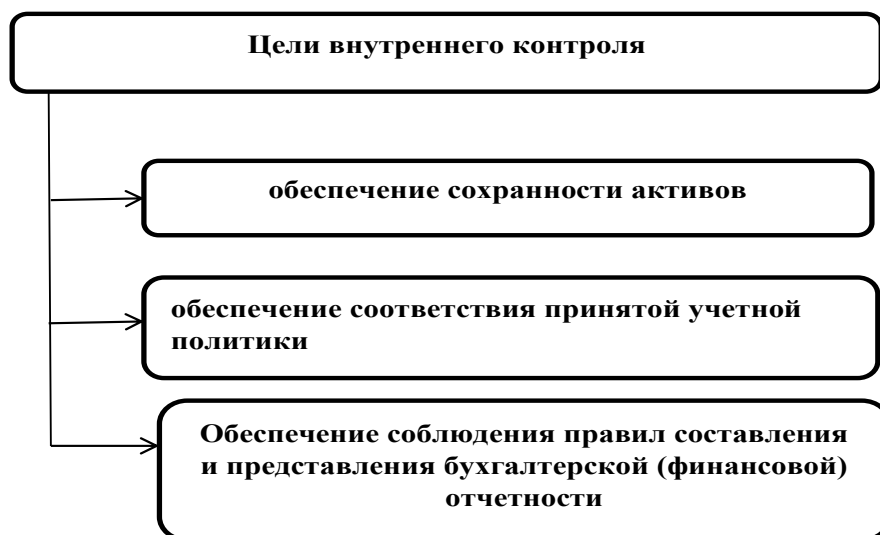 Цели внутреннего контроля
обеспечение сохранности активов
обеспечение соответствия принятой учетной
политики
Обеспечение соблюдения правил составления
и представления бухгалтерской (финансовой)
отчетности